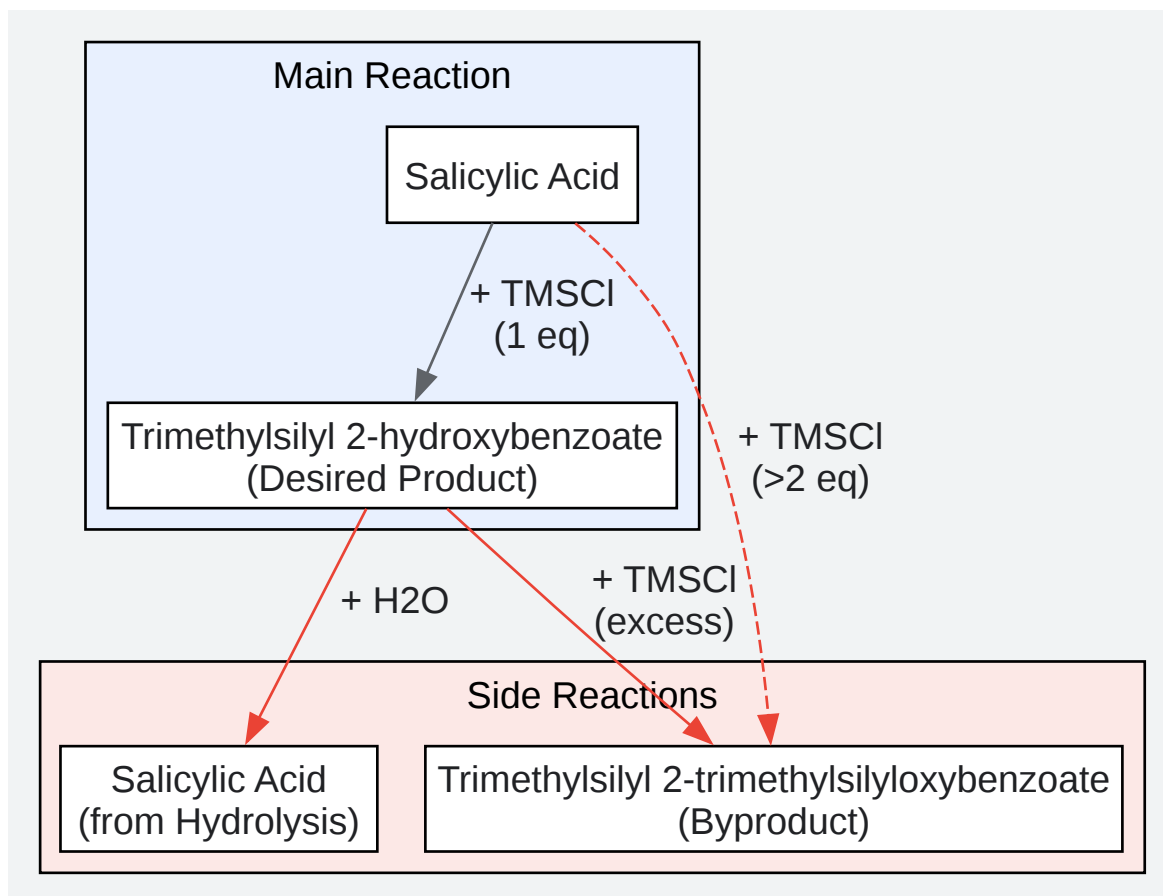 Main Reaction
Salicylic Acid
+ TMSCl
(1 eq)
Trimethylsilyl 2-hydroxybenzoate
(Desired Product)
+ TMSCl
(>2 eq)
+ H2O
+ TMSCl
(excess)
Side Reactions
Salicylic Acid
(from Hydrolysis)
Trimethylsilyl 2-trimethylsilyloxybenzoate
(Byproduct)